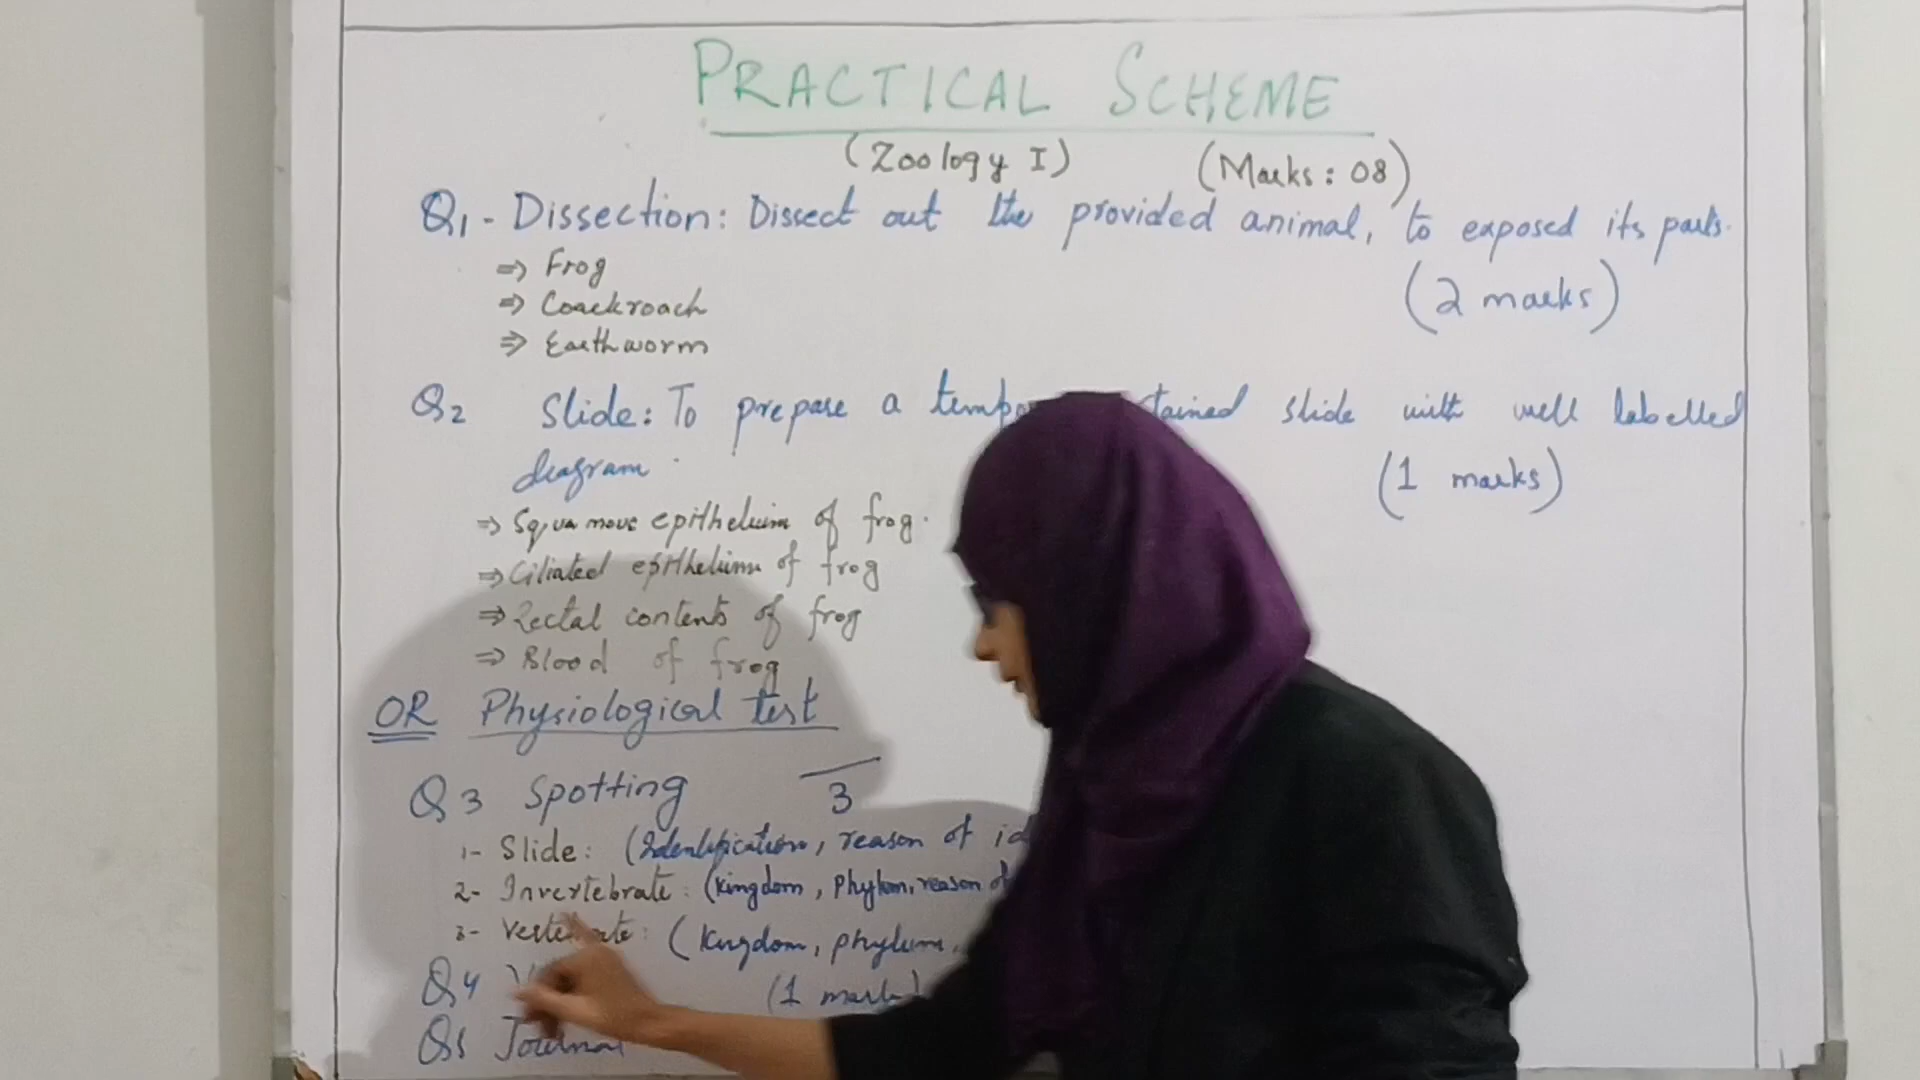 PRACTICAL SCHEME
(Zoology I) (Marks: 08)
Q1 - Dissection: Dissect out the provided animal, to exposed its parts.
(2 marks)
⇒ Frog
⇒ Coackroach
⇒ Earthworm
Q2 Slide: To prepare a stained slide with well labelled
diagram. (1 marks)
⇒ Squamous epithelium of frog.
⇒ Ciliated epithelium of frog
⇒ Rectal contents of frog
⇒ Blood of frog
OR Physiological test
Q3 Spotting 3
1- Slide: (Identification, reason of
2- Invertebrate: (Kingdom, Phylum, reason of
3- Vertebrate: (Kingdom, phylum,
Q4 (1 mark)
Q5 Journal